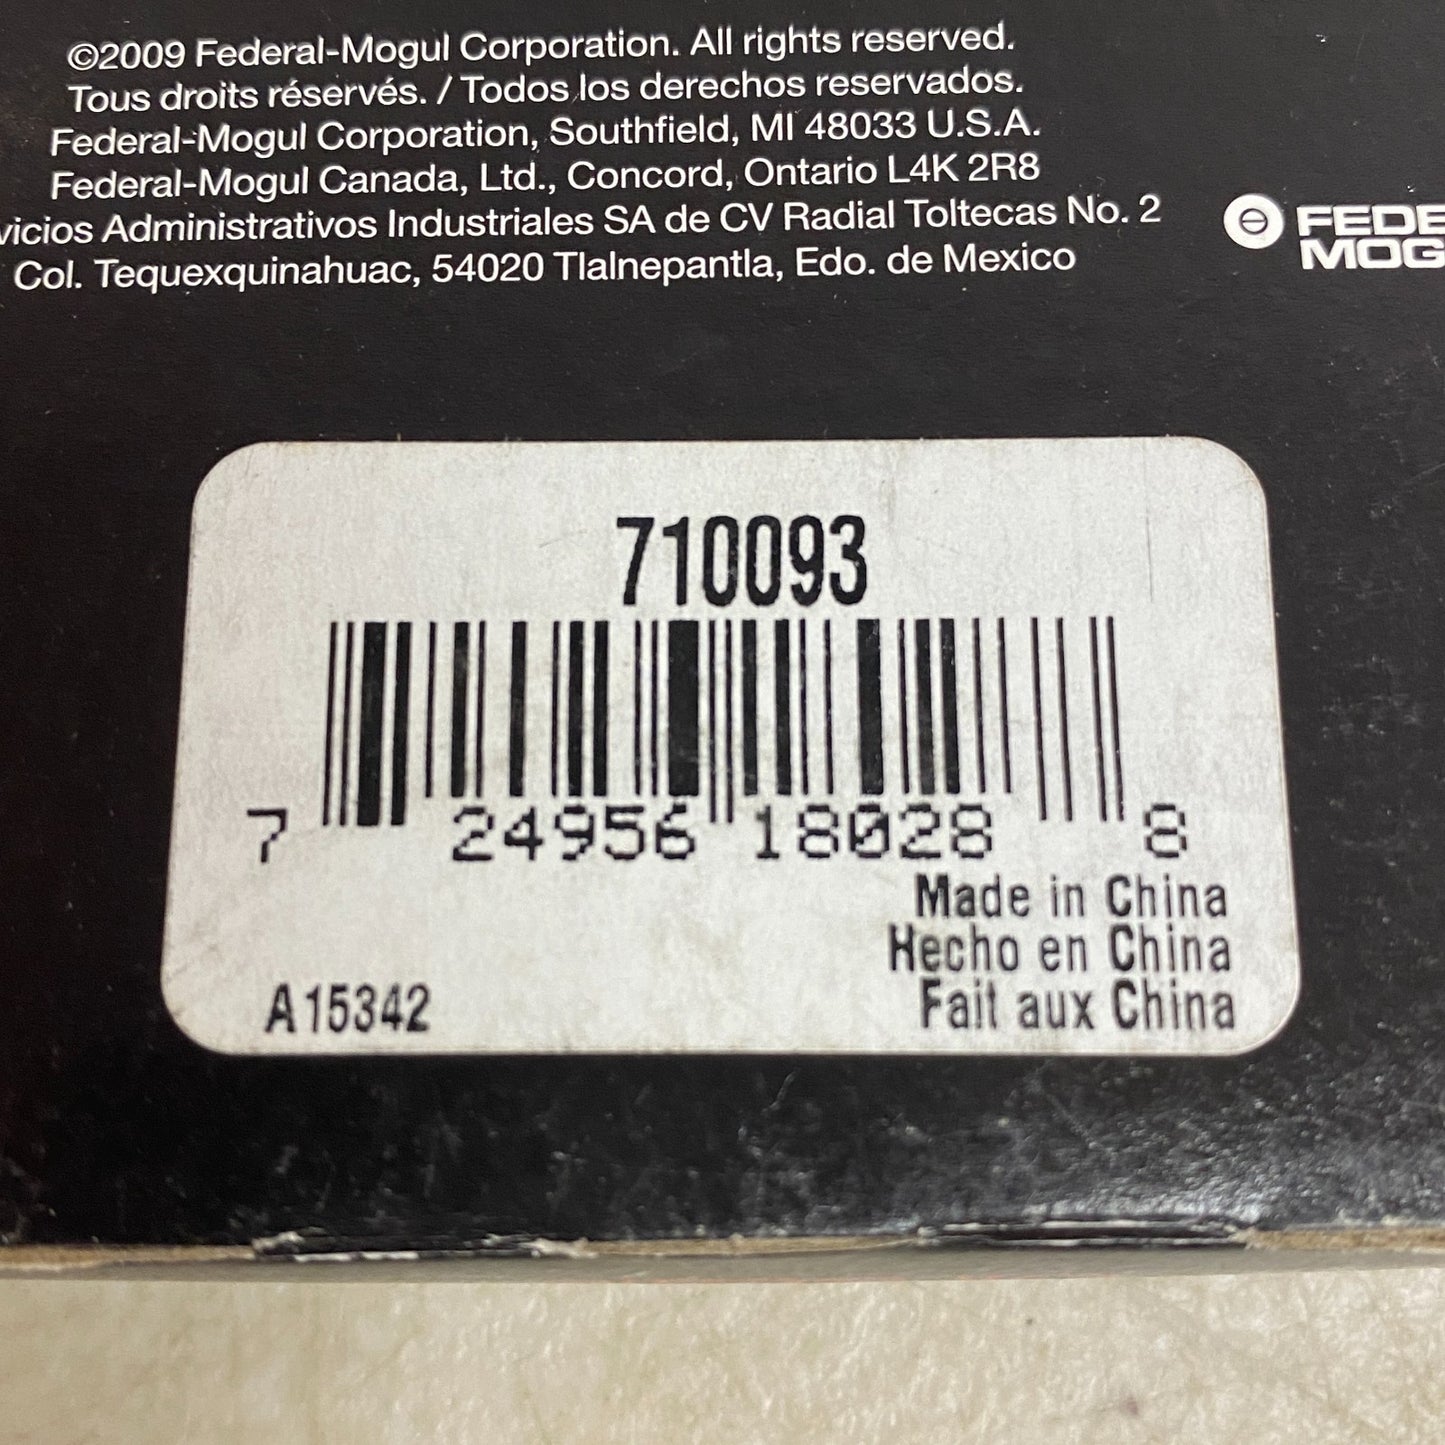 ©2009 Federal-Mogul Corporation. All rights reserved.
Tous droits réservés. / Todos los derechos reservados.
Federal-Mogul Corporation, Southfield, MI 48033 U.S.A.
Federal-Mogul Canada, Ltd., Concord, Ontario L4K 2R8
vicios Administrativos Industriales SA de CV Radial Toltecas No. 2
Col. Tequexquinahuac, 54020 Tlalnepantla, Edo. de Mexico
FEDE
MOG
710093
7 24956 18028 8
Made in China
Hecho en China
Fait aux China
A15342